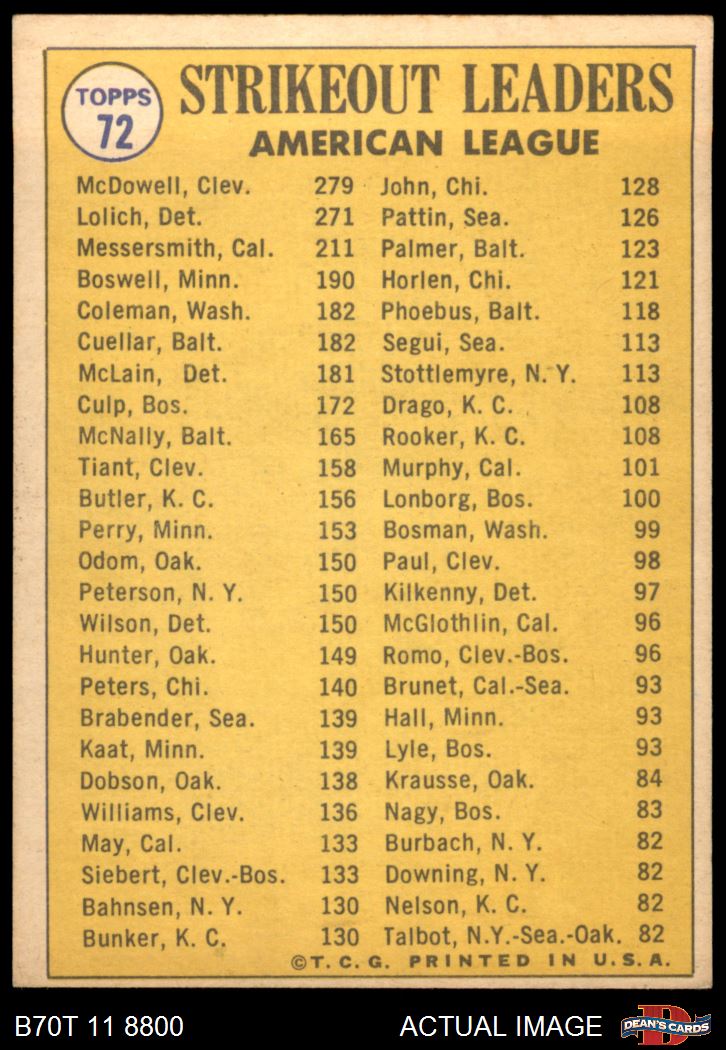 TOPPS
72
STRIKEOUT LEADERS
AMERICAN LEAGUE
McDowell, Clev. 279
Lolich, Det. 271
Messersmith, Cal. 211
Boswell, Minn. 190
Coleman, Wash. 182
Cuellar, Balt. 182
McLain, Det. 181
Culp, Bos. 172
McNally, Balt. 165
Tiant, Clev. 158
Butler, K. C. 156
Perry, Minn. 153
Odom, Oak. 150
Peterson, N. Y. 150
Wilson, Det. 150
Hunter, Oak. 149
Peters, Chi. 140
Brabender, Sea. 139
Kaat, Minn. 139
Dobson, Oak. 138
Williams, Clev. 136
May, Cal. 133
Siebert, Clev.-Bos. 133
Bahnsen, N. Y. 130
Bunker, K. C. 130
John, Chi. 128
Pattin, Sea. 126
Palmer, Balt. 123
Horlen, Chi. 121
Phoebus, Balt. 118
Segui, Sea. 113
Stottlemyre, N. Y. 113
Drago, K. C. 108
Rooker, K. C. 108
Murphy, Cal. 101
Lonborg, Bos. 100
Bosman, Wash. 99
Paul, Clev. 98
Kilkenny, Det. 97
McGlothlin, Cal. 96
Romo, Clev.-Bos. 96
Brunet, Cal.-Sea. 93
Hall, Minn. 93
Lyle, Bos. 93
Krausse, Oak. 84
Nagy, Bos. 83
Burbach, N. Y. 82
Downing, N. Y. 82
Nelson, K. C. 82
Talbot, N.Y.-Sea.-Oak. 82
©T. C. G. PRINTED IN U. S. A.
B70T 11 8800
ACTUAL IMAGE
D
DEAN'S CARDS